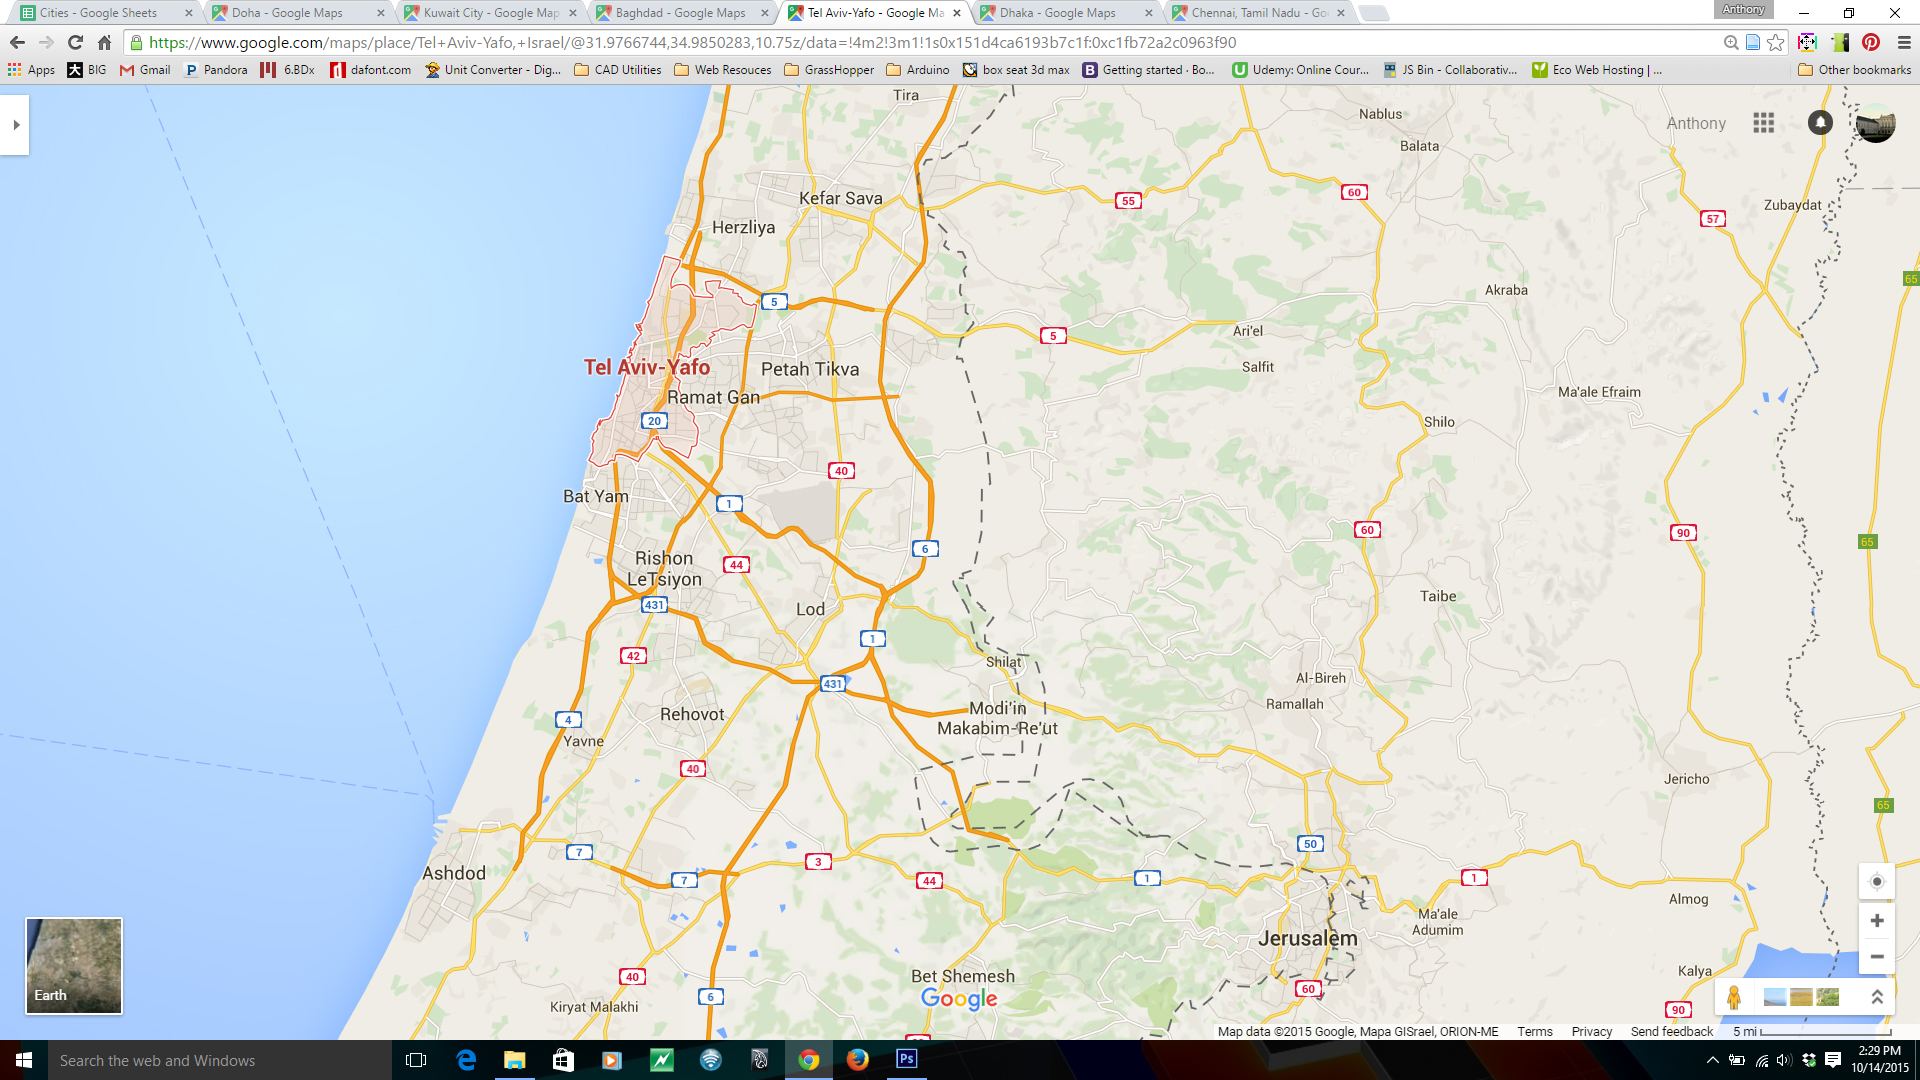 Cities - Google Sheets
Doha - Google Maps
Kuwait City - Google Map
Baghdad - Google Maps
Tel Aviv-Yafo - Google Ma
Dhaka - Google Maps
Chennai, Tamil Nadu - Go
Anthony
https://www.google.com/maps/place/Tel+Aviv-Yafo,+Israel/@31.9766744,34.9850283,10.75z/data=!4m2!3m1!1s0x151d4ca6193b7c1f:0xc1fb72a2c0963f90
Apps
BIG
Gmail
Pandora
6.BDx
dafont.com
Unit Converter - Dig...
CAD Utilities
Web Resouces
GrassHopper
Arduino
box seat 3d max
Getting started · Bo...
Udemy: Online Cour...
JS Bin - Collaborativ...
Eco Web Hosting | ...
Other bookmarks
Tira
Nablus
Anthony
Balata
60
Kefar Sava
55
Zubaydat
57
Herzliya
65
Akraba
5
Ari'el
5
Salfit
Tel Aviv-Yafo
Petah Tikva
Ma'ale Efraim
Ramat Gan
20
Shilo
40
Bat Yam
1
60
90
65
6
Rishon
LeTsiyon
44
Taibe
431
Lod
1
42
Shilat
Al-Bireh
431
Ramallah
Modi'in
Makabim-Re'ut
Rehovot
4
Yavne
40
Jericho
65
50
7
3
Ashdod
7
44
1
1
Almog
Ma'ale
Adumim
Jerusalem
Kalya
Bet Shemesh
40
60
Earth
6
Google
Kiryat Malakhi
90
Map data ©2015 Google, Mapa GISrael, ORION-ME
Terms
Privacy
Send feedback
5 mi
Search the web and Windows
Ps
2:29 PM
10/14/2015